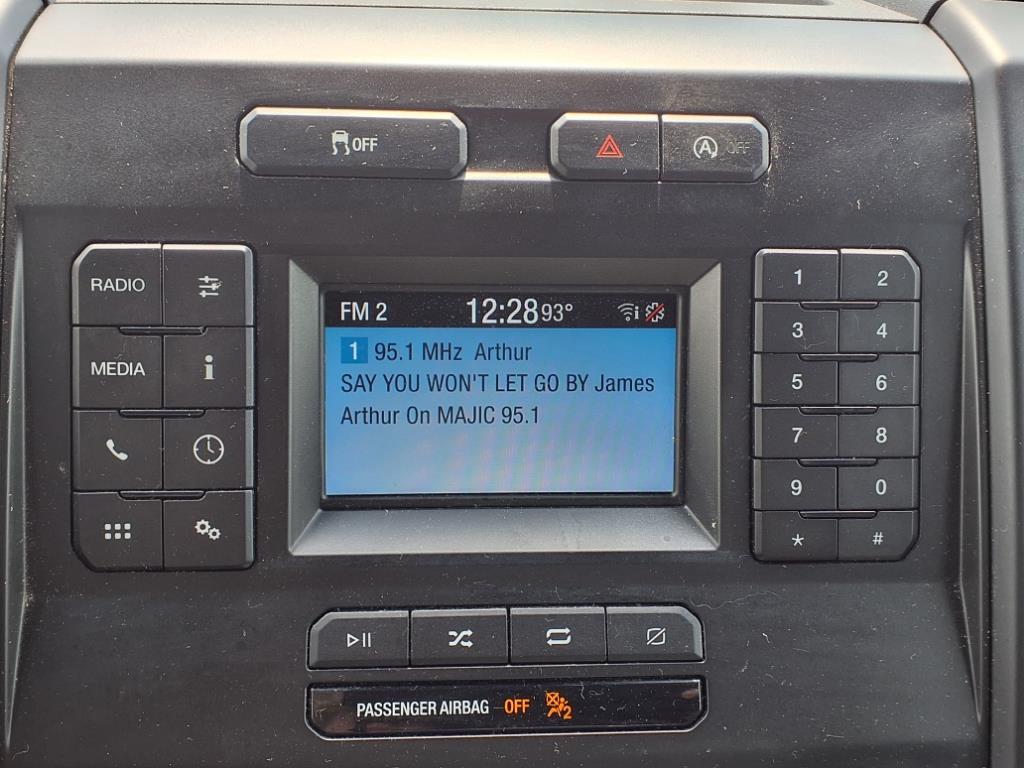 OFF
A OFF
RADIO
MEDIA
i
FM 2 12:28 93° i
1 95.1 MHz Arthur
SAY YOU WON'T LET GO BY James
Arthur On MAJIC 95.1
1 2
3 4
5 6
7 8
9 0
* #
PASSENGER AIRBAG OFF 2